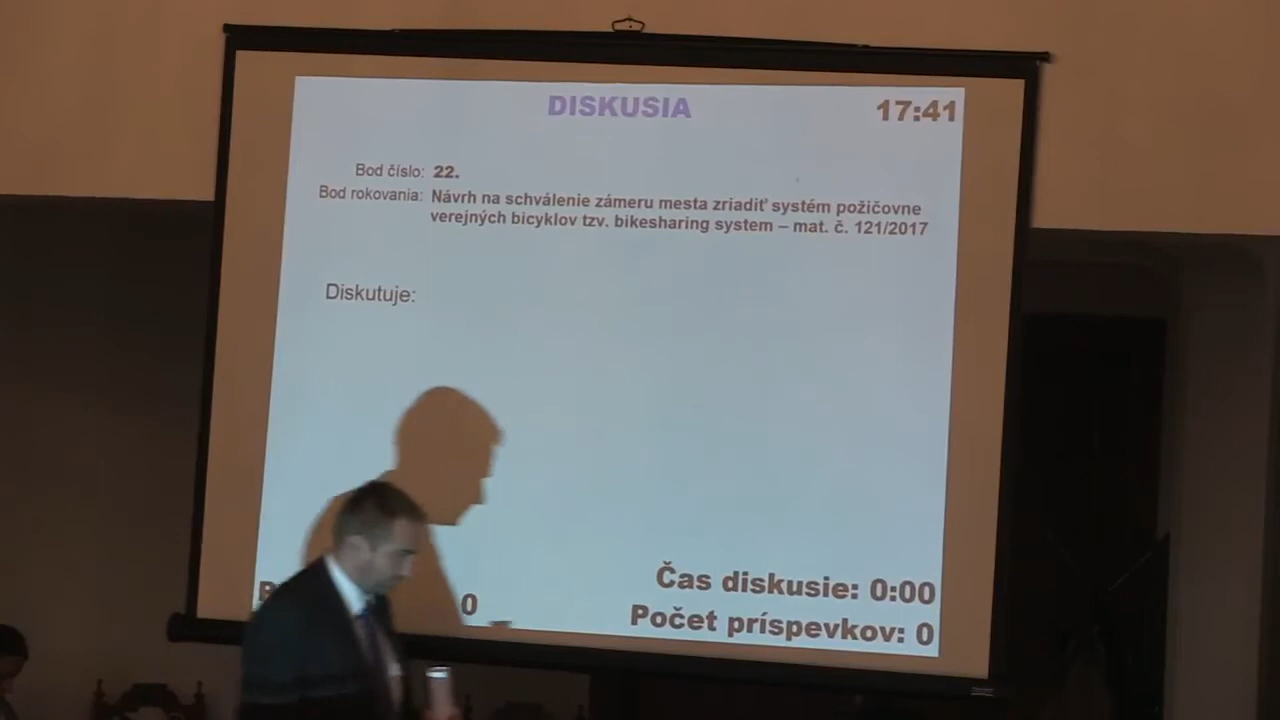 DISKUSIA
17:41
Bod číslo: 22.
Bod rokovania: Návrh na schválenie zámeru mesta zriadiť systém požičovne
verejných bicyklov tzv. bikesharing system – mat. č. 121/2017
Diskutuje:
Čas diskusie: 0:00
0
Počet príspevkov: 0